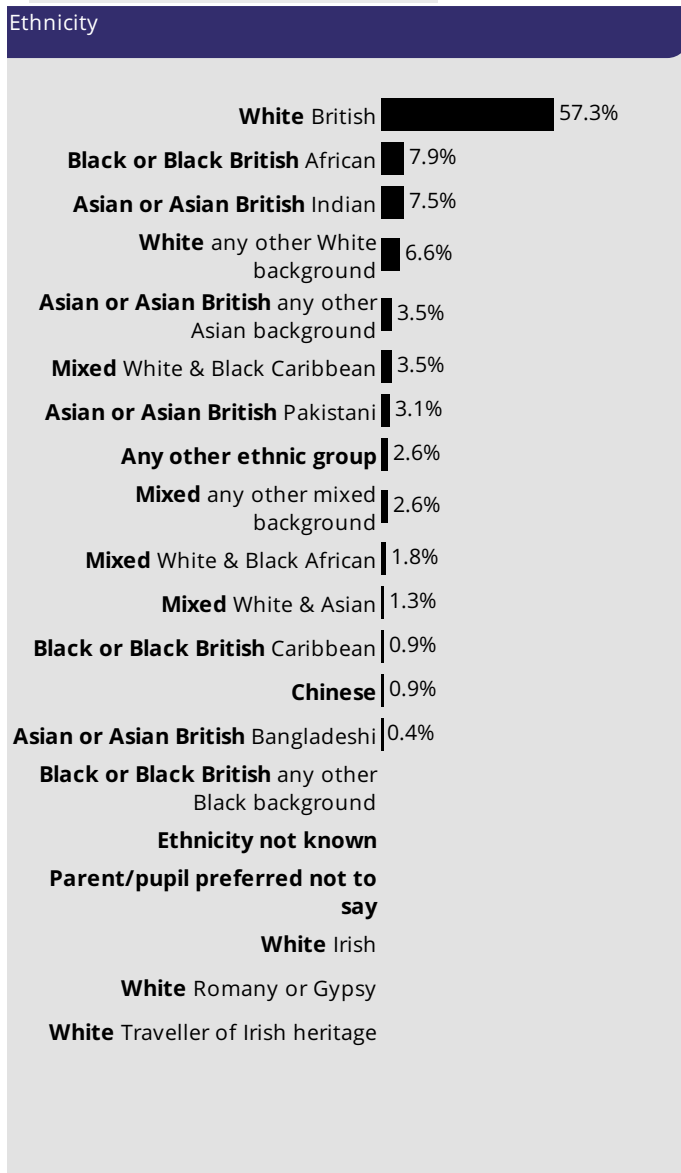 Ethnicity
White British 57.3%
Black or Black British African 7.9%
Asian or Asian British Indian 7.5%
White any other White
background 6.6%
Asian or Asian British any other
Asian background 3.5%
Mixed White & Black Caribbean 3.5%
Asian or Asian British Pakistani 3.1%
Any other ethnic group 2.6%
Mixed any other mixed
background 2.6%
Mixed White & Black African 1.8%
Mixed White & Asian 1.3%
Black or Black British Caribbean 0.9%
Chinese 0.9%
Asian or Asian British Bangladeshi 0.4%
Black or Black British any other
Black background
Ethnicity not known
Parent/pupil preferred not to
say
White Irish
White Romany or Gypsy
White Traveller of Irish heritage